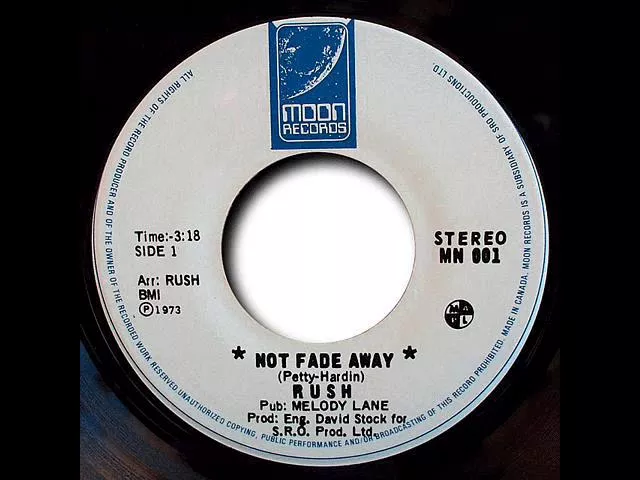 MOON
RECORDS
Time:-3:18
SIDE 1
Arr: RUSH
BMI
Ⓟ1973
STEREO
MN 001
MAPL
* NOT FADE AWAY *
(Petty-Hardin)
RUSH
Pub: MELODY LANE
Prod: Eng. David Stock for
S.R.O. Prod. Ltd.
ALL RIGHTS OF THE RECORD PRODUCER AND OF THE OWNER OF THE RECORDED WORK RESERVED UNAUTHORIZED COPYING, PUBLIC PERFORMANCE AND/OR BROADCASTING OF THIS RECORD PROHIBITED. MADE IN CANADA. MOON RECORDS IS A SUBSIDIARY OF SRO PRODUCTIONS LTD.